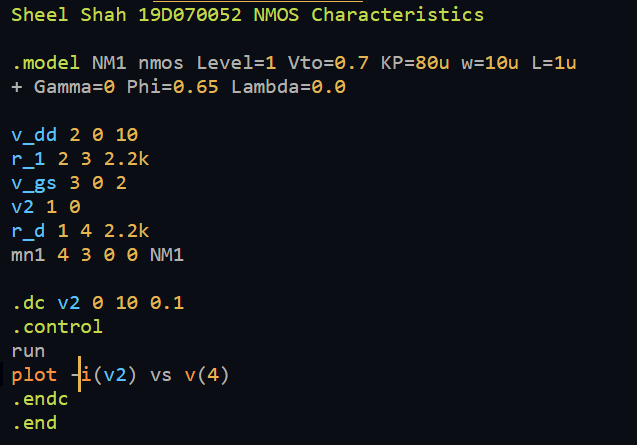 Sheel Shah 19D070052 NMOS Characteristics
.model NM1 nmos Level=1 Vto=0.7 KP=80u w=10u L=1u
+ Gamma=0 Phi=0.65 Lambda=0.0
v_dd 2 0 10
r_1 2 3 2.2k
v_gs 3 0 2
v2 1 0
r_d 1 4 2.2k
mn1 4 3 0 0 NM1
.dc v2 0 10 0.1
.control
run
plot -i(v2) vs v(4)
.endc
.end